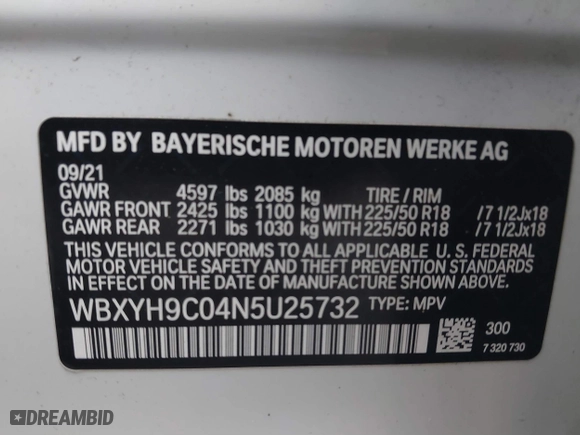 MFD BY BAYERISCHE MOTOREN WERKE AG
09/21
GVWR 4597 lbs 2085 kg TIRE / RIM
GAWR FRONT 2425 lbs 1100 kg WITH 225/50 R18 /7 1/2Jx18
GAWR REAR 2271 lbs 1030 kg WITH 225/50 R18 /7 1/2Jx18
THIS VEHICLE CONFORMS TO ALL APPLICABLE U. S. FEDERAL
MOTOR VEHICLE SAFETY AND THEFT PREVENTION STANDARDS
IN EFFECT ON THE DATE OF MANUFACTURE SHOWN ABOVE.
WBXYH9C04N5U25732 TYPE: MPV
300
7 320 730
DREAMBID